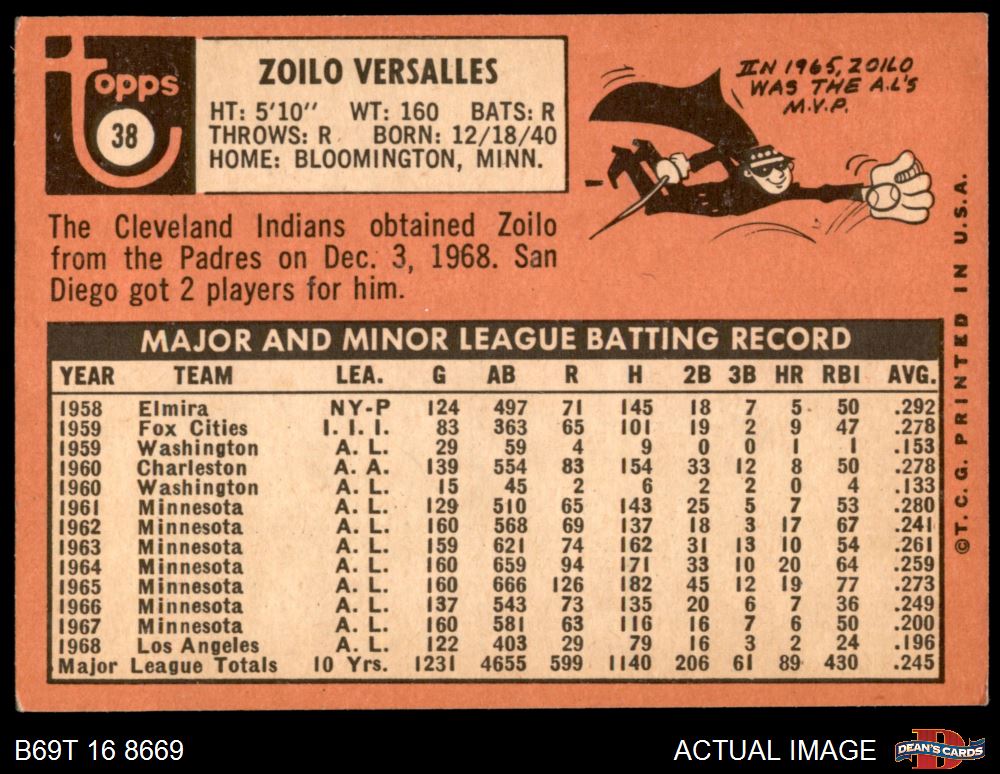 topps
38
ZOILO VERSALLES
HT: 5'10" WT: 160 BATS: R
THROWS: R BORN: 12/18/40
HOME: BLOOMINGTON, MINN.
IN 1965, ZOILO
WAS THE A.L'S
M.V.P.
The Cleveland Indians obtained Zoilo
from the Padres on Dec. 3, 1968. San
Diego got 2 players for him.
MAJOR AND MINOR LEAGUE BATTING RECORD
YEAR TEAM LEA. G AB R H 2B 3B HR RBI AVG.
1958 Elmira NY-P 124 497 71 145 18 7 5 50 .292
1959 Fox Cities I. I. I. 83 363 65 101 19 2 9 47 .278
1959 Washington A. L. 29 59 4 9 0 0 1 1 .153
1960 Charleston A. A. 139 554 83 154 33 12 8 50 .278
1960 Washington A. L. 15 45 2 6 2 2 0 4 .133
1961 Minnesota A. L. 129 510 65 143 25 5 7 53 .280
1962 Minnesota A. L. 160 568 69 137 18 3 17 67 .241
1963 Minnesota A. L. 159 621 74 162 31 13 10 54 .261
1964 Minnesota A. L. 160 659 94 171 33 10 20 64 .259
1965 Minnesota A. L. 160 666 126 182 45 12 19 77 .273
1966 Minnesota A. L. 137 543 73 135 20 6 7 36 .249
1967 Minnesota A. L. 160 581 63 116 16 7 6 50 .200
1968 Los Angeles A. L. 122 403 29 79 16 3 2 24 .196
Major League Totals 10 Yrs. 1231 4655 599 1140 206 61 89 430 .245
©T. C. G. PRINTED IN U.S.A.
B69T 16 8669
ACTUAL IMAGE
D
DEAN'S CARDS